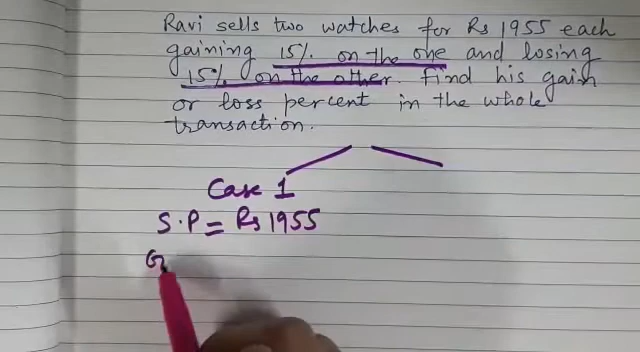 Ravi sells two watches for Rs 1955 each
gaining 15% on the one and losing
15% on the other. Find his gain
or loss percent in the whole
transaction.
Case 1
S.P = Rs 1955
G